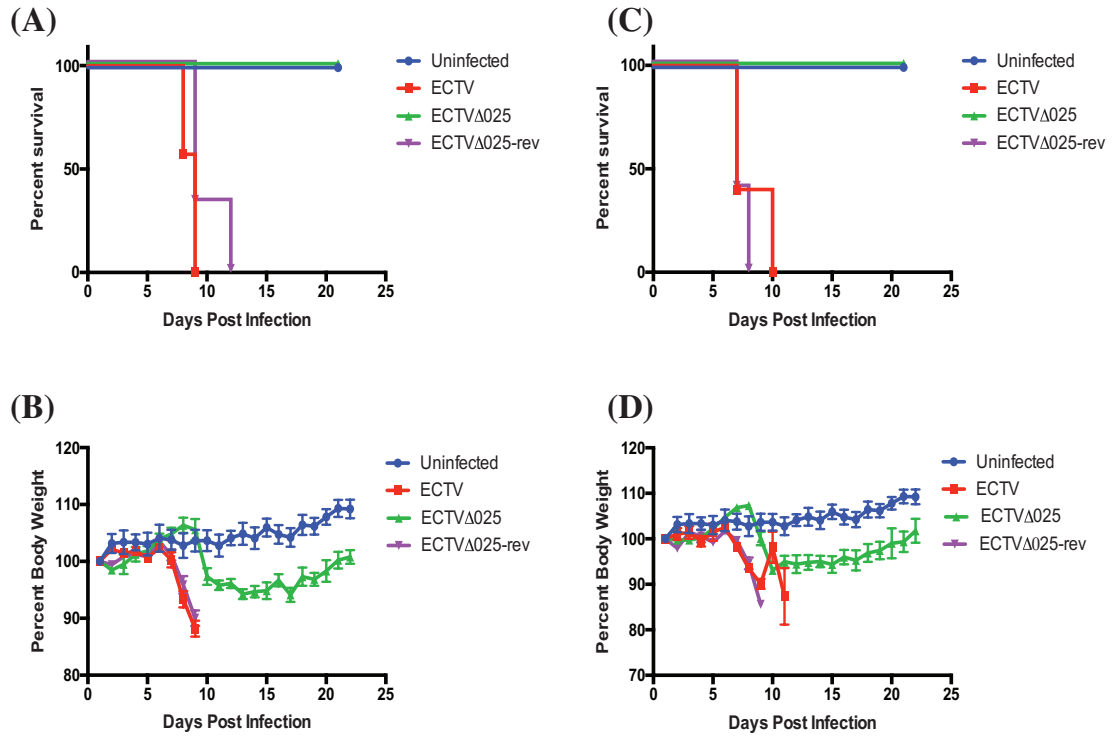 (A)
100
50
0
Percent survival
0 5 10 15 20 25
Days Post Infection
Uninfected
ECTV
ECTVΔ025
ECTVΔ025-rev
(C)
100
50
0
Percent survival
0 5 10 15 20 25
Days Post Infection
Uninfected
ECTV
ECTVΔ025
ECTVΔ025-rev
(B)
120
110
100
90
80
Percent Body Weight
0 5 10 15 20 25
Days Post Infection
Uninfected
ECTV
ECTVΔ025
ECTVΔ025-rev
(D)
120
110
100
90
80
70
Percent Body Weight
0 5 10 15 20 25
Days Post Infection
Uninfected
ECTV
ECTVΔ025
ECTVΔ025-rev